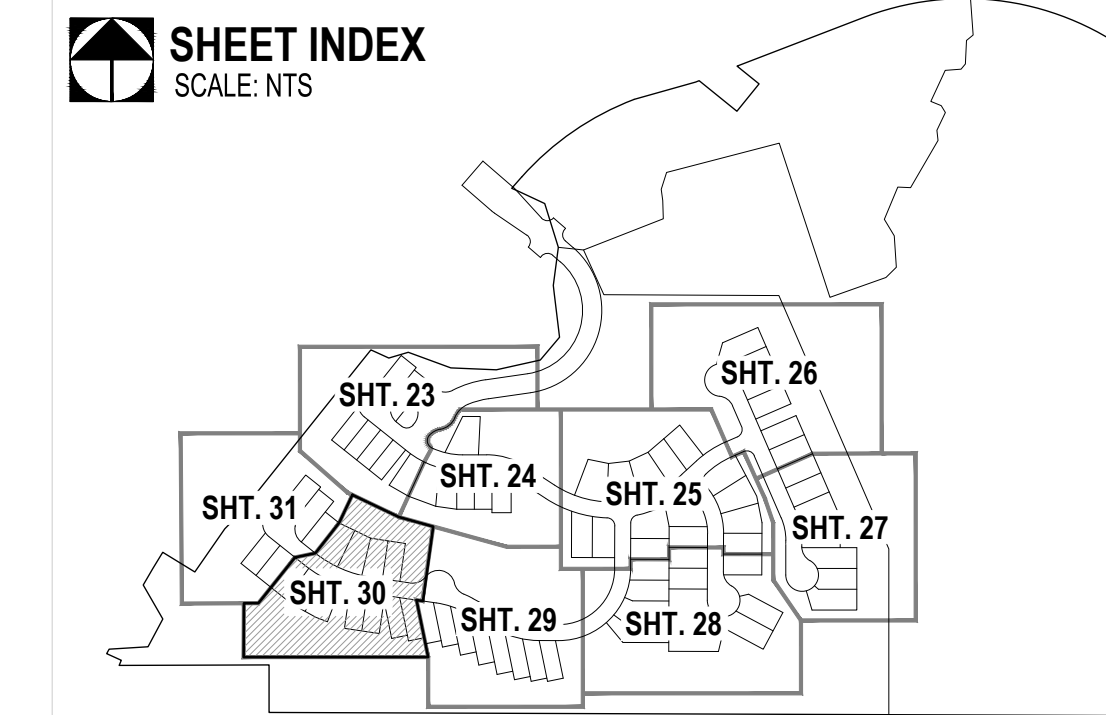 SHEET INDEX
SCALE: NTS
SHT. 26
SHT. 23
SHT. 24
SHT. 25
SHT. 31
SHT. 27
SHT. 30
SHT. 29
SHT. 28